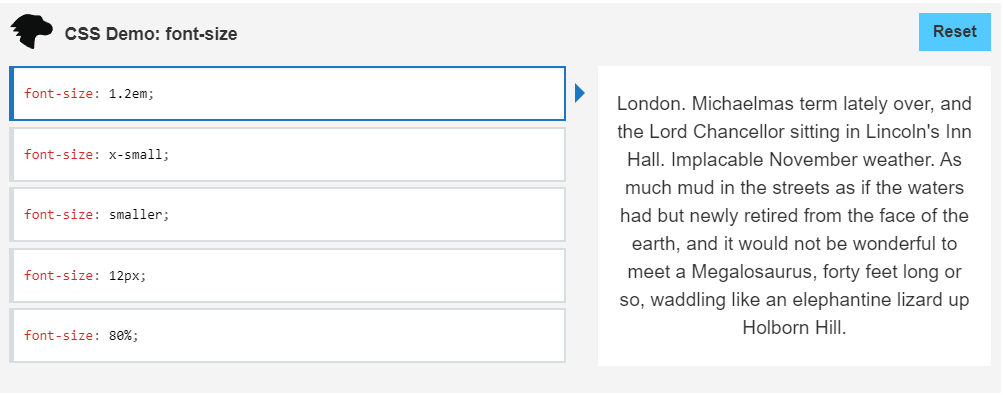 CSS Demo: font-size
Reset
font-size: 1.2em;
font-size: x-small;
font-size: smaller;
font-size: 12px;
font-size: 80%;
London. Michaelmas term lately over, and
the Lord Chancellor sitting in Lincoln's Inn
Hall. Implacable November weather. As
much mud in the streets as if the waters
had but newly retired from the face of the
earth, and it would not be wonderful to
meet a Megalosaurus, forty feet long or
so, waddling like an elephantine lizard up
Holborn Hill.